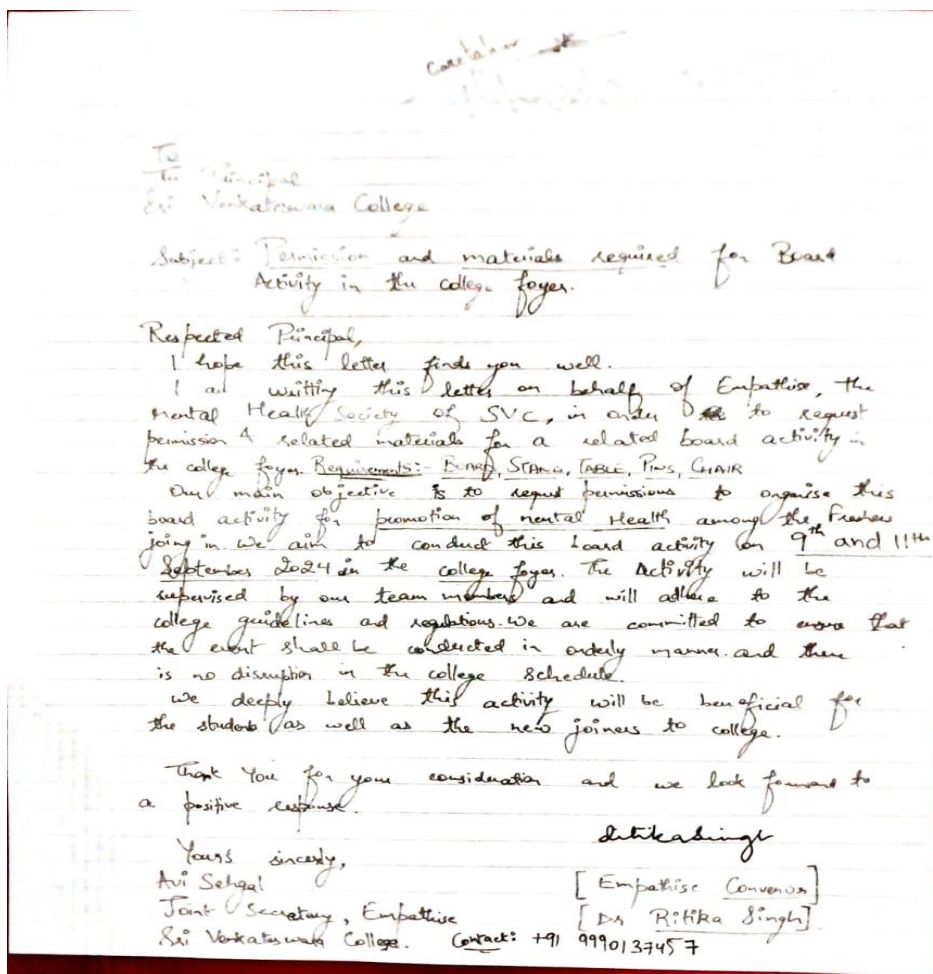 caretaker
To
The Principal
Sri Venkateswara College
Subject: Permission and materials required for Board
Activity in the college foyer.
Respected Principal,
I hope this letter finds you well.
I am writting this letter on behalf of Empathise, the
Mental Health Society of SVC, in order to request
permission & related materials for a related board activity in
the college foyer. Requirements:- BOARD, STAND, TABLE, PINS, CHAIR
Our main objective is to request permissions to organise this
board activity for promotion of mental Health among the Freshers
joining in. We aim to conduct this board activity on 9th and 11th
September 2024 in the college foyer. The Activity will be
supervised by our team members and will adhere to the
college guidelines and regulations. We are committed to ensure that
the event shall be conducted in orderly manner. and there
is no disruption in the college schedule.
We deeply believe this activity will be beneficial for
the students as well as the new joiners to college.
Thank You for your consideration and we look forward to
a positive response.
RitikaSingh
Yours sincerly,
Avi Sehgal [Empathise Convenor]
Joint Secretary, Empathise [Dr Ritika Singh]
Sri Venkateswara College. Contact: +91 9990137457